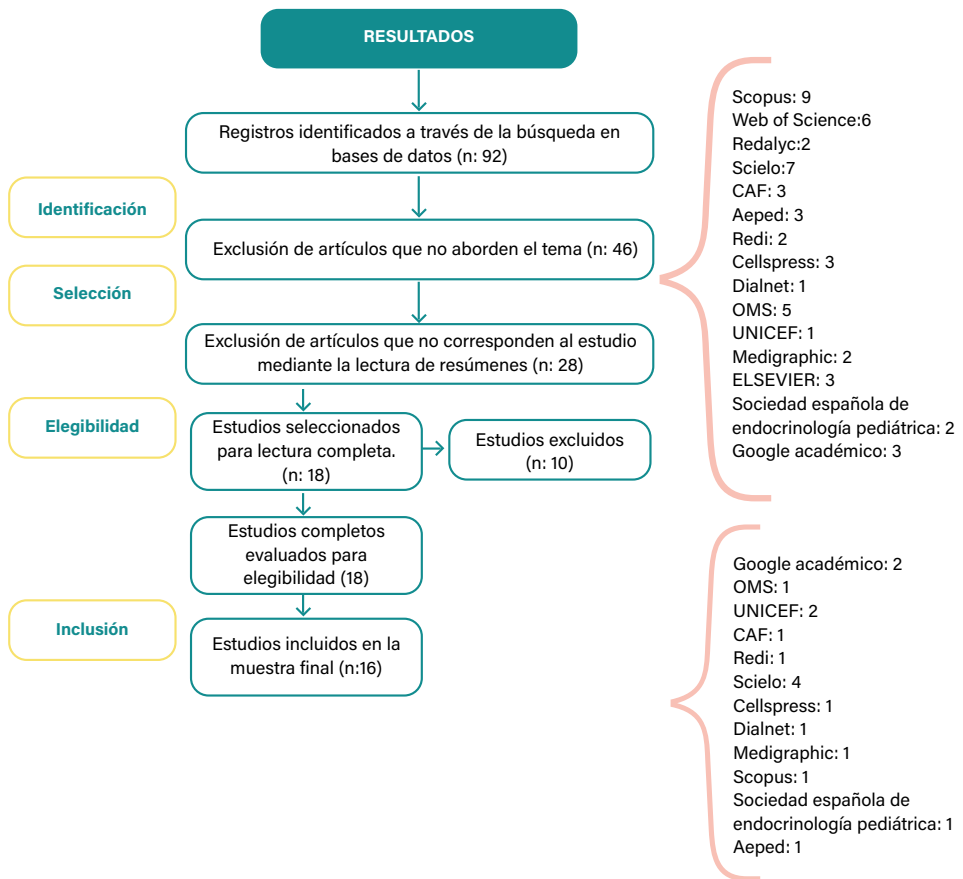 RESULTADOS
Registros identificados a través de la búsqueda en
bases de datos (n: 92)
Identificación
Exclusión de artículos que no aborden el tema (n: 46)
Selección
Exclusión de artículos que no corresponden al estudio
mediante la lectura de resúmenes (n: 28)
Elegibilidad
Estudios seleccionados
para lectura completa.
(n: 18)
Estudios excluidos
(n: 10)
Estudios completos
evaluados para
elegibilidad (18)
Inclusión
Estudios incluidos en la
muestra final (n:16)
Scopus: 9
Web of Science:6
Redalyc:2
Scielo:7
CAF: 3
Aeped: 3
Redi: 2
Cellspress: 3
Dialnet: 1
OMS: 5
UNICEF: 1
Medigraphic: 2
ELSEVIER: 3
Sociedad española de
endocrinología pediátrica: 2
Google académico: 3
Google académico: 2
OMS: 1
UNICEF: 2
CAF: 1
Redi: 1
Scielo: 4
Cellspress: 1
Dialnet: 1
Medigraphic: 1
Scopus: 1
Sociedad española de
endocrinología pediátrica: 1
Aeped: 1